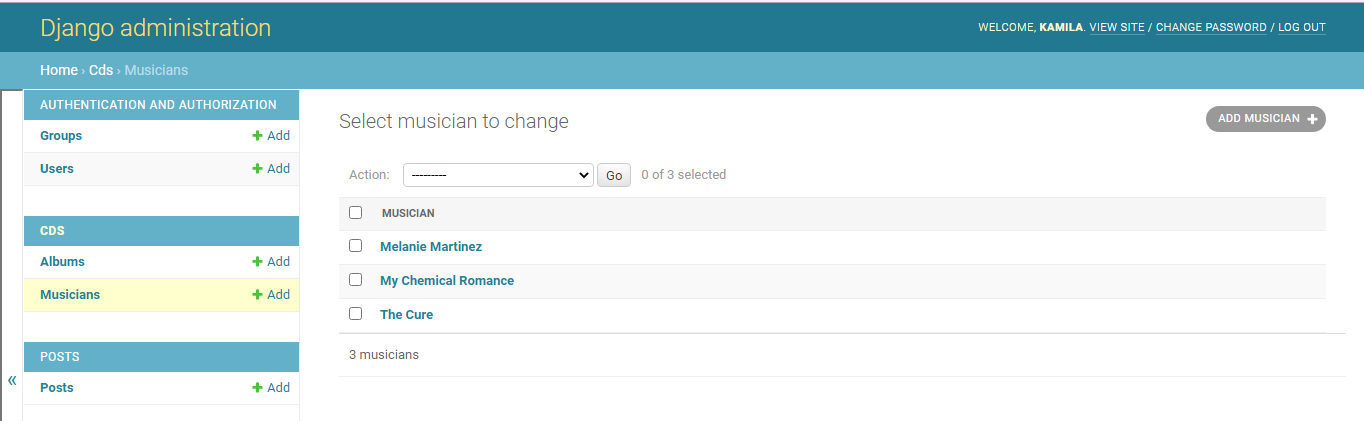 Django administration
WELCOME, KAMILA. VIEW SITE / CHANGE PASSWORD / LOG OUT
Home › Cds › Musicians
AUTHENTICATION AND AUTHORIZATION
Groups + Add
Users + Add
CDS
Albums + Add
Musicians + Add
POSTS
Posts + Add
«
Select musician to change
ADD MUSICIAN +
Action: --------- Go 0 of 3 selected
MUSICIAN
Melanie Martinez
My Chemical Romance
The Cure
3 musicians